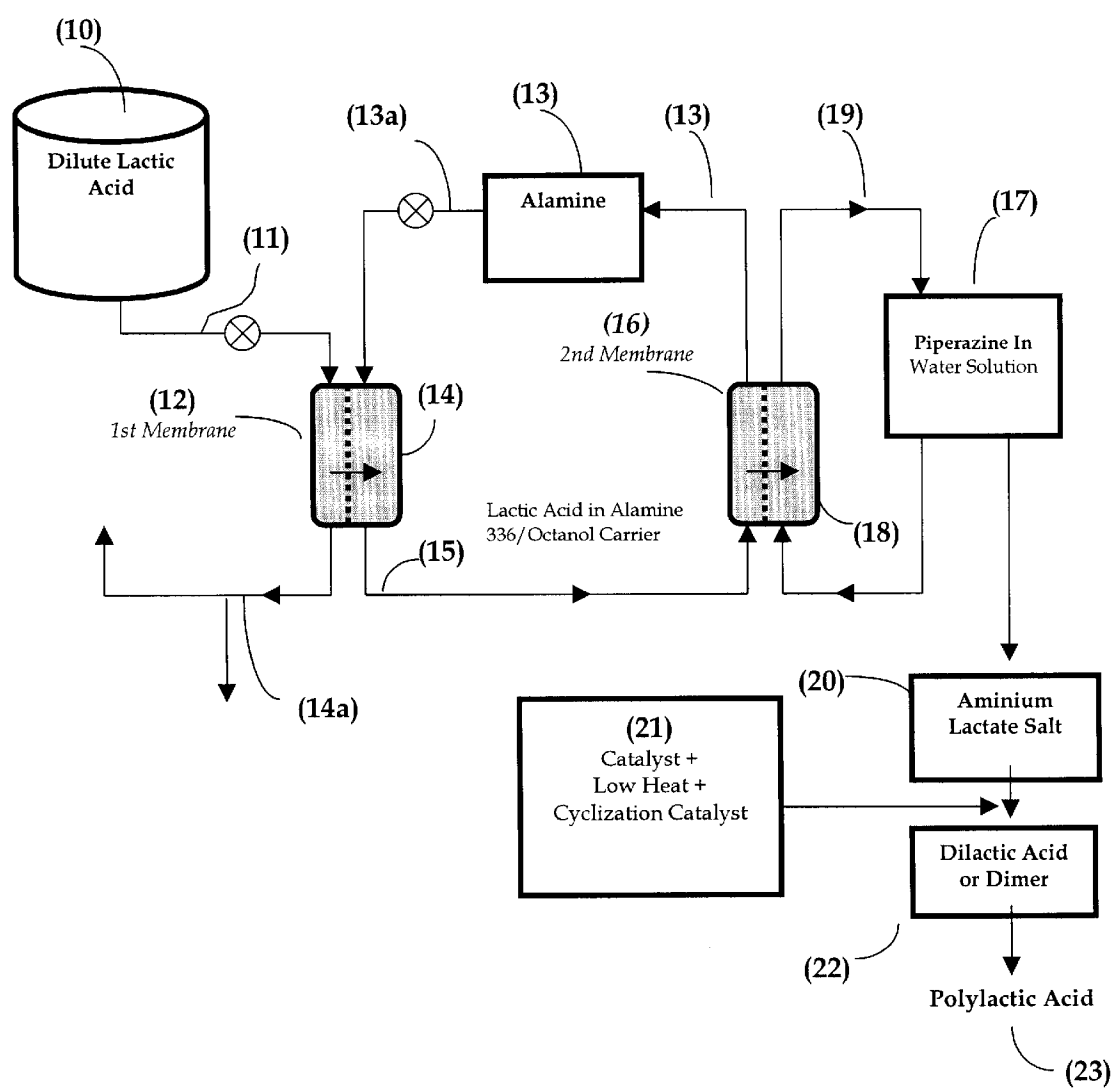 (10)
Dilute Lactic
Acid
(11)
(13a)
(13)
Alamine
(13)
(19)
(17)
Piperazine In
Water Solution
(12)
1st Membrane
(14)
(16)
2nd Membrane
(18)
Lactic Acid in Alamine
336/Octanol Carrier
(15)
(14a)
(20)
Aminium
Lactate Salt
(21)
Catalyst +
Low Heat +
Cyclization Catalyst
Dilactic Acid
or Dimer
(22)
Polylactic Acid
(23)